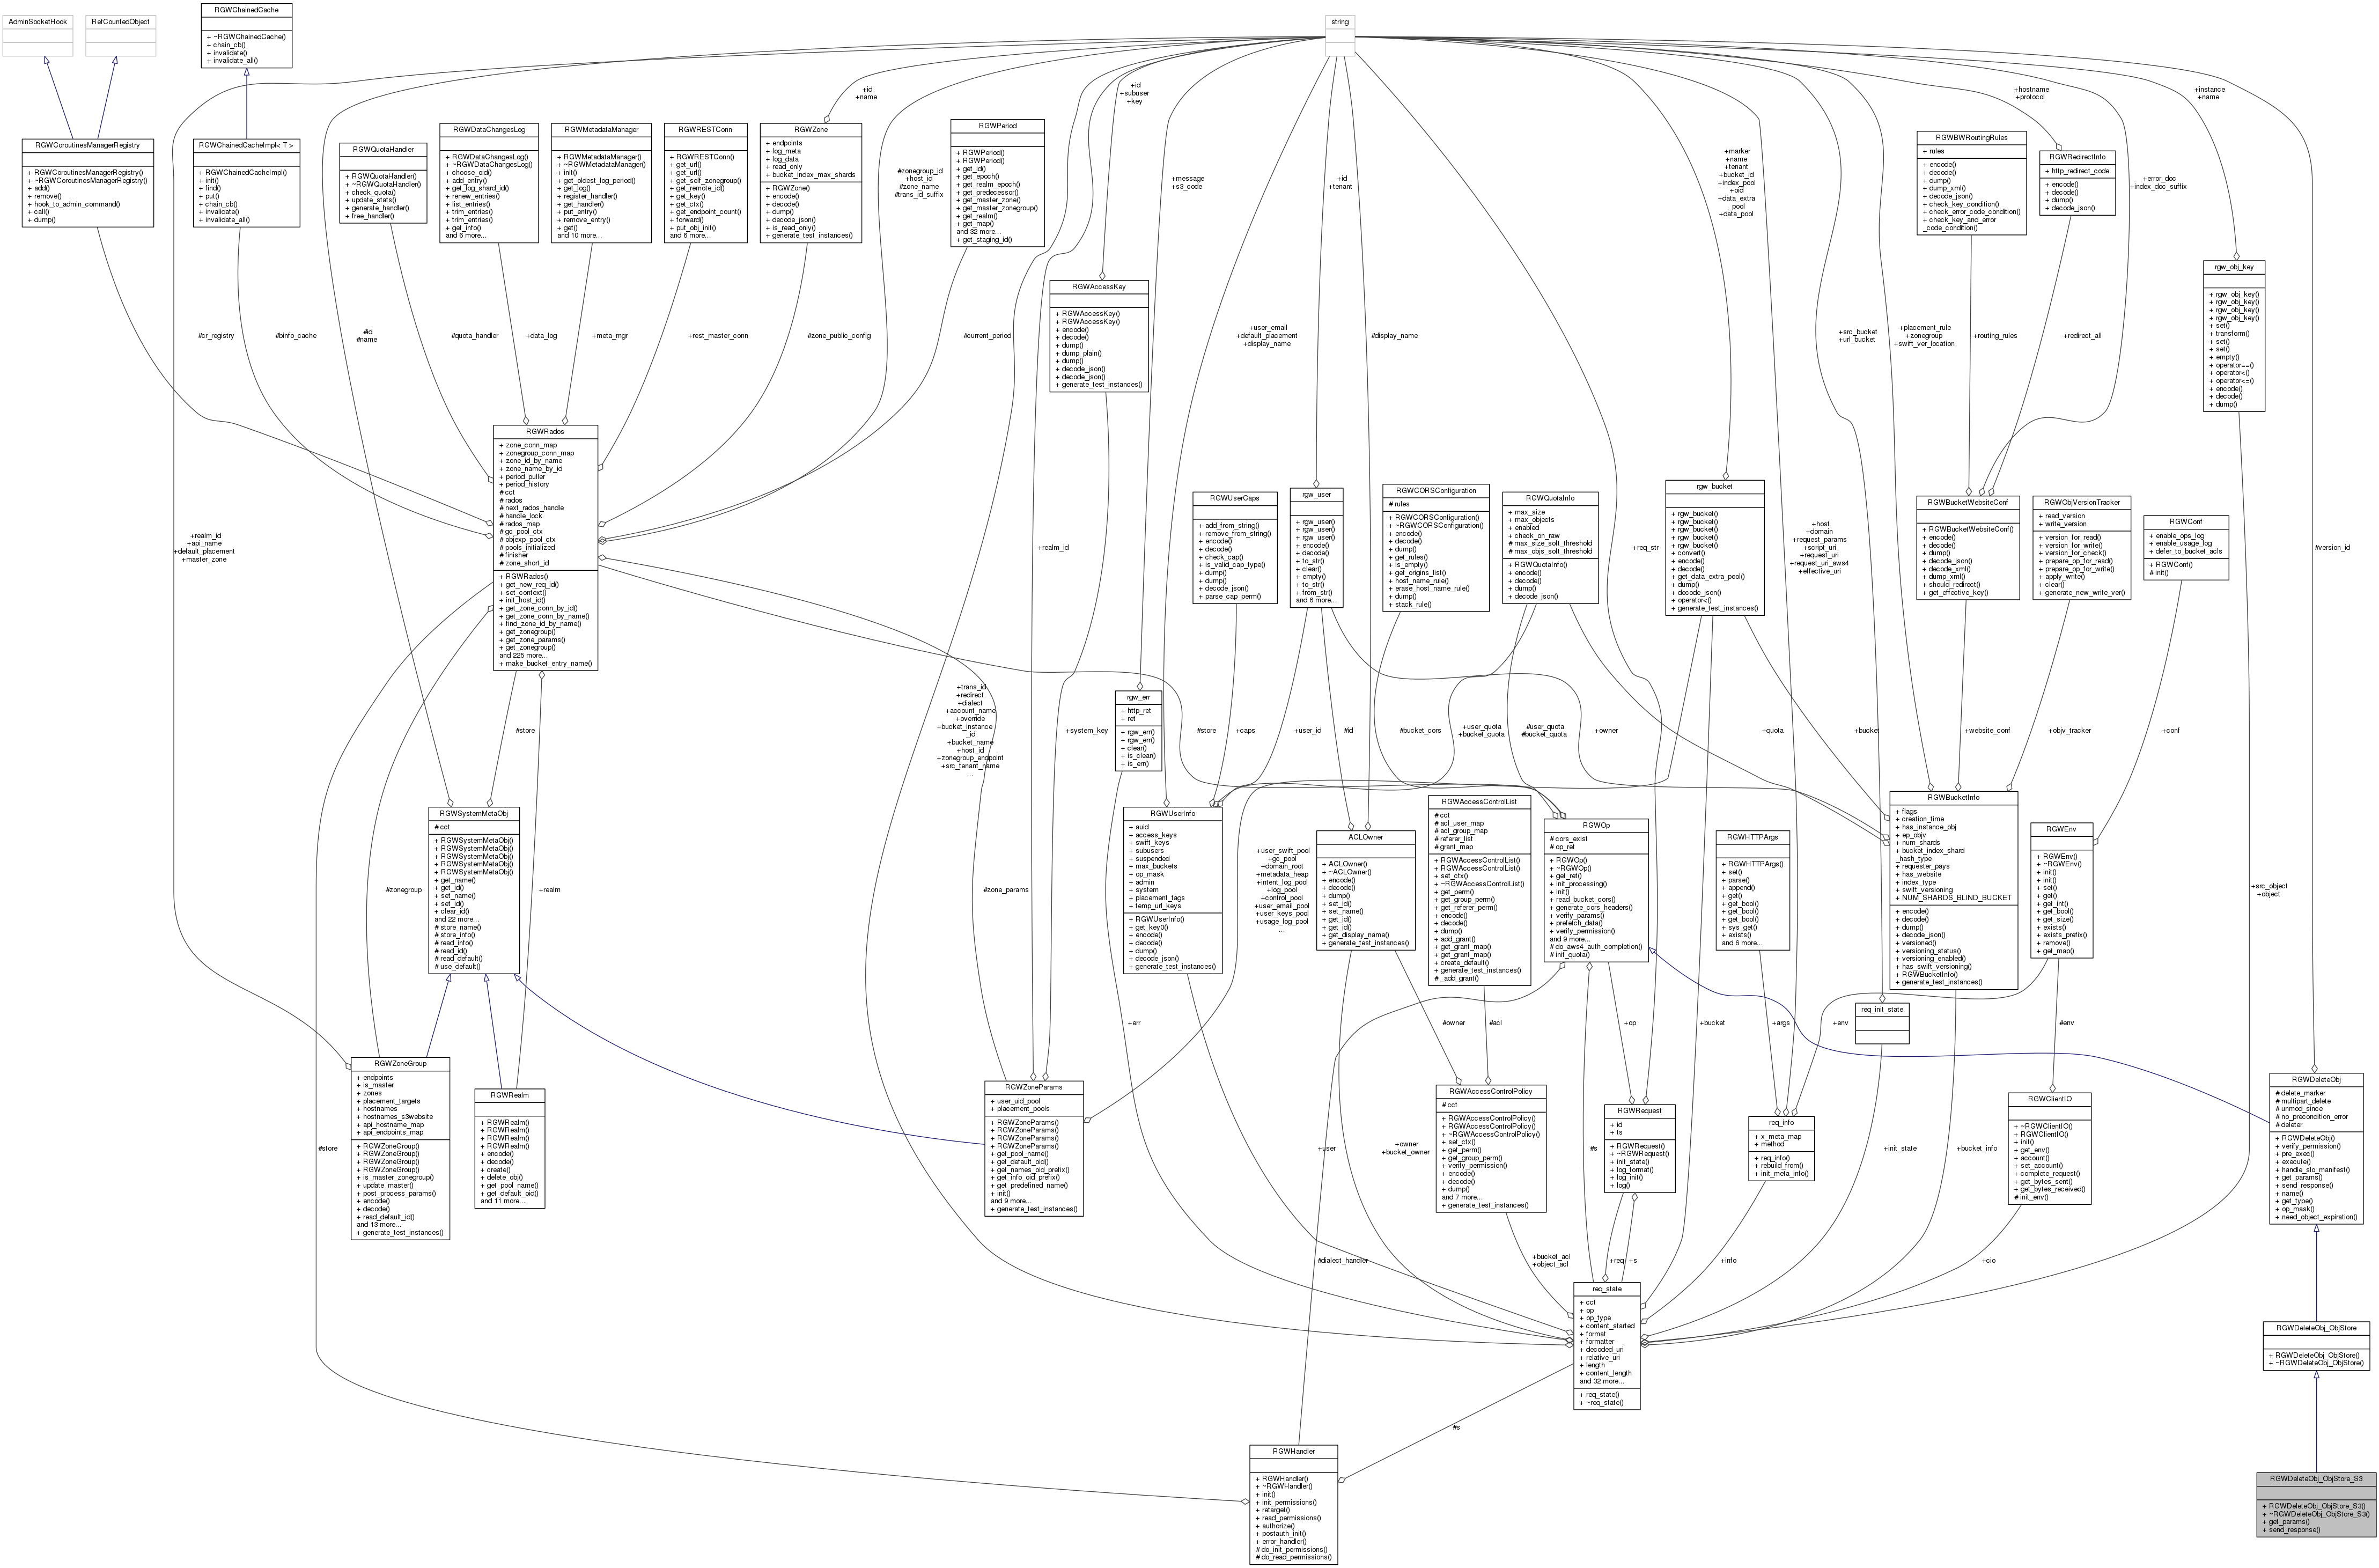 AdminSocketHook
RefCountedObject
RGWChainedCache
+ ~RGWChainedCache()
+ chain_cb()
+ invalidate()
+ invalidate_all()
string
RGWCoroutinesManagerRegistry
+ RGWCoroutinesManagerRegistry()
+ ~RGWCoroutinesManagerRegistry()
+ add()
+ remove()
+ hook_to_admin_command()
+ call()
+ dump()
RGWChainedCacheImpl< T >
+ RGWChainedCacheImpl()
+ init()
+ find()
+ put()
+ chain_cb()
+ invalidate()
+ invalidate_all()
RGWQuotaHandler
+ RGWQuotaHandler()
+ ~RGWQuotaHandler()
+ check_quota()
+ update_stats()
+ generate_handler()
+ free_handler()
RGWDataChangesLog
+ RGWDataChangesLog()
+ ~RGWDataChangesLog()
+ choose_oid()
+ add_entry()
+ get_log_shard_id()
+ renew_entries()
+ list_entries()
+ trim_entries()
+ trim_entries()
+ get_info()
and 6 more...
RGWMetadataManager
+ RGWMetadataManager()
+ ~RGWMetadataManager()
+ init()
+ get_oldest_log_period()
+ get_log()
+ register_handler()
+ get_handler()
+ put_entry()
+ remove_entry()
+ get()
and 10 more...
RGWRESTConn
+ RGWRESTConn()
+ get_url()
+ get_url()
+ get_self_zonegroup()
+ get_remote_id()
+ get_key()
+ get_ctx()
+ get_endpoint_count()
+ forward()
+ put_obj_init()
and 6 more...
RGWZone
+ endpoints
+ log_meta
+ log_data
+ read_only
+ bucket_index_max_shards
+ RGWZone()
+ encode()
+ decode()
+ dump()
+ decode_json()
+ is_read_only()
+ generate_test_instances()
+id
+name
RGWPeriod
+ RGWPeriod()
+ RGWPeriod()
+ get_id()
+ get_epoch()
+ get_realm_epoch()
+ get_predecessor()
+ get_master_zone()
+ get_master_zonegroup()
+ get_realm()
+ get_map()
and 32 more...
+ get_staging_id()
#zonegroup_id
+host_id
#zone_name
#trans_id_suffix
+id
+subuser
+key
RGWAccessKey
+ RGWAccessKey()
+ RGWAccessKey()
+ encode()
+ decode()
+ dump()
+ dump_plain()
+ dump()
+ decode_json()
+ decode_json()
+ generate_test_instances()
+message
+s3_code
+id
+tenant
+marker
+name
+tenant
+bucket_id
+index_pool
+oid
+data_extra
_pool
+data_pool
+hostname
+protocol
+instance
+name
+error_doc
+index_doc_suffix
RGWBWRoutingRules
+ rules
+ encode()
+ decode()
+ dump()
+ dump_xml()
+ decode_json()
+ check_key_condition()
+ check_error_code_condition()
+ check_key_and_error
_code_condition()
RGWRedirectInfo
+ http_redirect_code
+ encode()
+ decode()
+ dump()
+ decode_json()
rgw_obj_key
+ rgw_obj_key()
+ rgw_obj_key()
+ rgw_obj_key()
+ rgw_obj_key()
+ set()
+ transform()
+ set()
+ set()
+ empty()
+ operator==()
+ operator<()
+ operator<=()
+ encode()
+ decode()
+ dump()
#cr_registry
#binfo_cache
#id
#name
#quota_handler
+data_log
+meta_mgr
+rest_master_conn
#zone_public_config
#current_period
+user_email
+default_placement
+display_name
#display_name
+src_bucket
+url_bucket
+placement_rule
+zonegroup
+swift_ver_location
+routing_rules
+redirect_all
RGWRados
+ zone_conn_map
+ zonegroup_conn_map
+ zone_id_by_name
+ zone_name_by_id
+ period_puller
+ period_history
# cct
# rados
# next_rados_handle
# handle_lock
# rados_map
# gc_pool_ctx
# objexp_pool_ctx
# pools_initialized
# finisher
# zone_short_id
+ RGWRados()
+ get_new_req_id()
+ set_context()
+ init_host_id()
+ get_zone_conn_by_id()
+ get_zone_conn_by_name()
+ find_zone_id_by_name()
+ get_zonegroup()
+ get_zone_params()
+ get_zonegroup()
and 225 more...
+ make_bucket_entry_name()
+realm_id
+api_name
+default_placement
+master_zone
+realm_id
RGWUserCaps
+ add_from_string()
+ remove_from_string()
+ encode()
+ decode()
+ check_cap()
+ is_valid_cap_type()
+ dump()
+ dump()
+ decode_json()
+ parse_cap_perm()
rgw_user
+ rgw_user()
+ rgw_user()
+ rgw_user()
+ encode()
+ decode()
+ to_str()
+ clear()
+ empty()
+ to_str()
+ from_str()
and 6 more...
RGWCORSConfiguration
# rules
+ RGWCORSConfiguration()
+ ~RGWCORSConfiguration()
+ encode()
+ decode()
+ dump()
+ get_rules()
+ is_empty()
+ get_origins_list()
+ host_name_rule()
+ erase_host_name_rule()
+ dump()
+ stack_rule()
RGWQuotaInfo
+ max_size
+ max_objects
+ enabled
+ check_on_raw
# max_size_soft_threshold
# max_objs_soft_threshold
+ RGWQuotaInfo()
+ encode()
+ decode()
+ dump()
+ decode_json()
+req_str
rgw_bucket
+ rgw_bucket()
+ rgw_bucket()
+ rgw_bucket()
+ rgw_bucket()
+ rgw_bucket()
+ convert()
+ encode()
+ decode()
+ get_data_extra_pool()
+ dump()
+ decode_json()
+ operator<()
+ generate_test_instances()
+host
+domain
+request_params
+script_uri
+request_uri
+request_uri_aws4
+effective_uri
RGWBucketWebsiteConf
+ RGWBucketWebsiteConf()
+ encode()
+ decode()
+ dump()
+ decode_json()
+ decode_xml()
+ dump_xml()
+ should_redirect()
+ get_effective_key()
RGWObjVersionTracker
+ read_version
+ write_version
+ version_for_read()
+ version_for_write()
+ version_for_check()
+ prepare_op_for_read()
+ prepare_op_for_write()
+ apply_write()
+ clear()
+ generate_new_write_ver()
RGWConf
+ enable_ops_log
+ enable_usage_log
+ defer_to_bucket_acls
+ RGWConf()
# init()
#version_id
+trans_id
+redirect
+dialect
+account_name
+override
+bucket_instance
_id
+bucket_name
+host_id
+zonegroup_endpoint
+src_tenant_name
...
rgw_err
+ http_ret
+ ret
+ rgw_err()
+ rgw_err()
+ clear()
+ is_clear()
+ is_err()
#store
+system_key
#store
+caps
+user_id
#id
#bucket_cors
+user_quota
+bucket_quota
#user_quota
#bucket_quota
+owner
+quota
+bucket
+website_conf
+objv_tracker
+conf
RGWSystemMetaObj
# cct
+ RGWSystemMetaObj()
+ RGWSystemMetaObj()
+ RGWSystemMetaObj()
+ RGWSystemMetaObj()
+ RGWSystemMetaObj()
+ get_name()
+ get_id()
+ set_name()
+ set_id()
+ clear_id()
and 22 more...
# store_name()
# store_info()
# read_info()
# read_id()
# read_default()
# use_default()
#zonegroup
+realm
#zone_params
RGWUserInfo
+ auid
+ access_keys
+ swift_keys
+ subusers
+ suspended
+ max_buckets
+ op_mask
+ admin
+ system
+ placement_tags
+ temp_url_keys
+ RGWUserInfo()
+ get_key0()
+ encode()
+ decode()
+ dump()
+ decode_json()
+ generate_test_instances()
+user_swift_pool
+gc_pool
+domain_root
+metadata_heap
+intent_log_pool
+log_pool
+control_pool
+user_email_pool
+user_keys_pool
+usage_log_pool
...
ACLOwner
+ ACLOwner()
+ ~ACLOwner()
+ encode()
+ decode()
+ dump()
+ set_id()
+ set_name()
+ get_id()
+ get_id()
+ get_display_name()
+ generate_test_instances()
RGWAccessControlList
# cct
# acl_user_map
# acl_group_map
# referer_list
# grant_map
+ RGWAccessControlList()
+ RGWAccessControlList()
+ set_ctx()
+ ~RGWAccessControlList()
+ get_perm()
+ get_group_perm()
+ get_referer_perm()
+ encode()
+ decode()
+ dump()
+ add_grant()
+ get_grant_map()
+ get_grant_map()
+ create_default()
+ generate_test_instances()
# _add_grant()
RGWOp
# cors_exist
# op_ret
+ RGWOp()
+ ~RGWOp()
+ get_ret()
+ init_processing()
+ init()
+ read_bucket_cors()
+ generate_cors_headers()
+ verify_params()
+ prefetch_data()
+ verify_permission()
and 9 more...
# do_aws4_auth_completion()
# init_quota()
RGWHTTPArgs
+ RGWHTTPArgs()
+ set()
+ parse()
+ append()
+ get()
+ get_bool()
+ get_bool()
+ get_bool()
+ sys_get()
+ exists()
and 6 more...
RGWBucketInfo
+ flags
+ creation_time
+ has_instance_obj
+ ep_objv
+ num_shards
+ bucket_index_shard
_hash_type
+ requester_pays
+ has_website
+ index_type
+ swift_versioning
+ NUM_SHARDS_BLIND_BUCKET
+ encode()
+ decode()
+ dump()
+ decode_json()
+ versioned()
+ versioning_status()
+ versioning_enabled()
+ has_swift_versioning()
+ RGWBucketInfo()
+ generate_test_instances()
RGWEnv
+ RGWEnv()
+ ~RGWEnv()
+ init()
+ init()
+ set()
+ get()
+ get_int()
+ get_bool()
+ get_size()
+ exists()
+ exists_prefix()
+ remove()
+ get_map()
+src_object
+object
req_init_state
+err
#owner
#acl
+op
+bucket
+args
+env
#env
RGWZoneGroup
+ endpoints
+ is_master
+ zones
+ placement_targets
+ hostnames
+ hostnames_s3website
+ api_hostname_map
+ api_endpoints_map
+ RGWZoneGroup()
+ RGWZoneGroup()
+ RGWZoneGroup()
+ RGWZoneGroup()
+ is_master_zonegroup()
+ update_master()
+ post_process_params()
+ encode()
+ decode()
+ read_default_id()
and 13 more...
+ generate_test_instances()
RGWRealm
+ RGWRealm()
+ RGWRealm()
+ RGWRealm()
+ RGWRealm()
+ encode()
+ decode()
+ create()
+ delete_obj()
+ get_pool_name()
+ get_default_oid()
and 11 more...
RGWZoneParams
+ user_uid_pool
+ placement_pools
+ RGWZoneParams()
+ RGWZoneParams()
+ RGWZoneParams()
+ RGWZoneParams()
+ get_pool_name()
+ get_default_oid()
+ get_names_oid_prefix()
+ get_info_oid_prefix()
+ get_predefined_name()
+ init()
and 9 more...
+ generate_test_instances()
RGWAccessControlPolicy
# cct
+ RGWAccessControlPolicy()
+ RGWAccessControlPolicy()
+ ~RGWAccessControlPolicy()
+ set_ctx()
+ get_perm()
+ get_group_perm()
+ verify_permission()
+ encode()
+ decode()
+ dump()
and 7 more...
+ generate_test_instances()
RGWRequest
+ id
+ ts
+ RGWRequest()
+ ~RGWRequest()
+ init_state()
+ log_format()
+ log_init()
+ log()
req_info
+ x_meta_map
+ method
+ req_info()
+ rebuild_from()
+ init_meta_info()
RGWClientIO
+ ~RGWClientIO()
+ RGWClientIO()
+ init()
+ get_env()
+ account()
+ set_account()
+ complete_request()
+ get_bytes_sent()
+ get_bytes_received()
# init_env()
RGWDeleteObj
# delete_marker
# multipart_delete
# unmod_since
# no_precondition_error
# deleter
+ RGWDeleteObj()
+ verify_permission()
+ pre_exec()
+ execute()
+ handle_slo_manifest()
+ get_params()
+ send_response()
+ name()
+ get_type()
+ op_mask()
+ need_object_expiration()
#store
+user
+owner
+bucket_owner
#s
+init_state
+bucket_info
#dialect_handler
+bucket_acl
+object_acl
+req
+s
+info
+cio
req_state
+ cct
+ op
+ op_type
+ content_started
+ format
+ formatter
+ decoded_uri
+ relative_uri
+ length
+ content_length
and 32 more...
+ req_state()
+ ~req_state()
RGWDeleteObj_ObjStore
+ RGWDeleteObj_ObjStore()
+ ~RGWDeleteObj_ObjStore()
#s
RGWHandler
+ RGWHandler()
+ ~RGWHandler()
+ init()
+ init_permissions()
+ retarget()
+ read_permissions()
+ authorize()
+ postauth_init()
+ error_handler()
# do_init_permissions()
# do_read_permissions()
RGWDeleteObj_ObjStore_S3
+ RGWDeleteObj_ObjStore_S3()
+ ~RGWDeleteObj_ObjStore_S3()
+ get_params()
+ send_response()